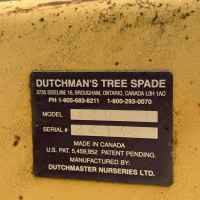 DUTCHMAN'S TREE SPADE
3735 SIDELINE 16, BROUGHAM, ONTARIO, CANADA L0H 1A0
PH 1-905-683-8211 1-800-293-0070
MODEL
SERIAL #
MADE IN CANADA
U.S. PAT. 5,459,952 PATENT PENDING.
MANUFACTURED BY:
DUTCHMASTER NURSERIES LTD.